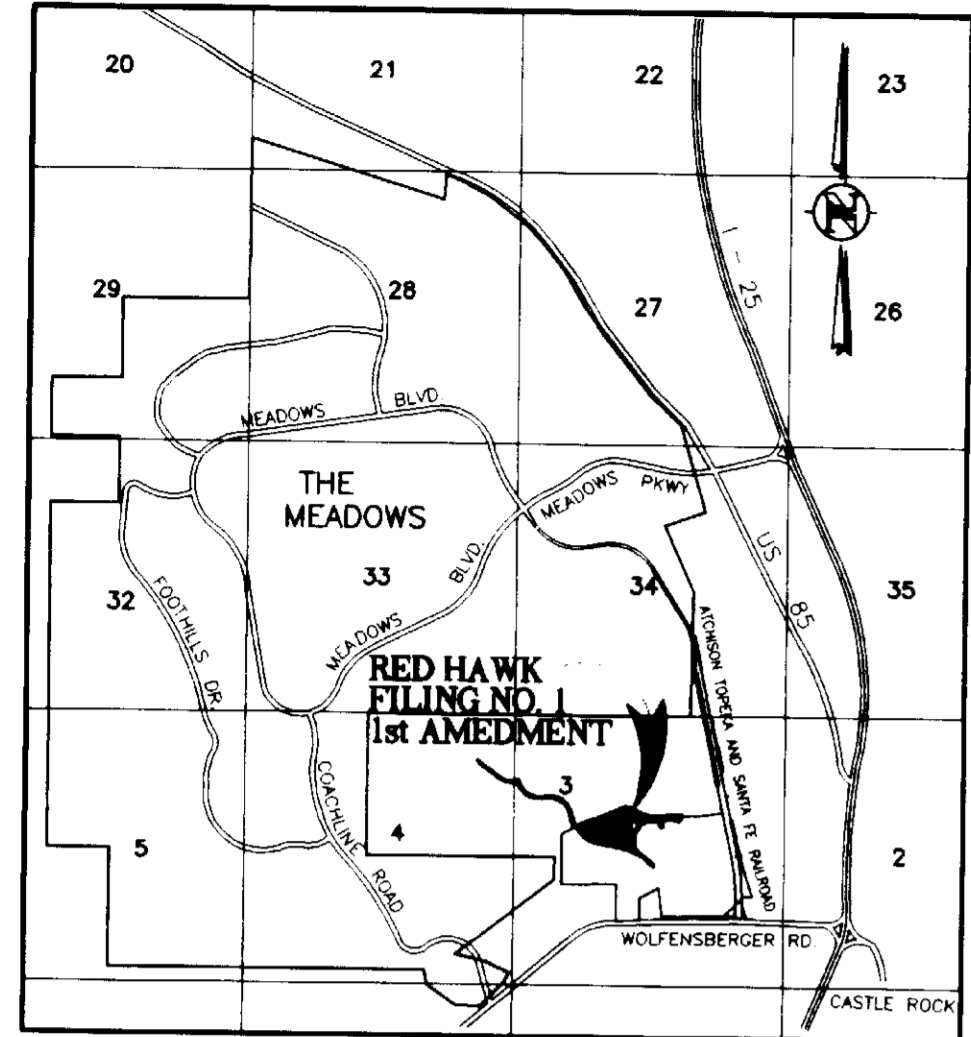 20
21
22
23
29
28
27
26
I - 25
MEADOWS BLVD.
MEADOWS PKWY
THE
MEADOWS
33
MEADOWS BLVD.
34
US 85
35
32
FOOTHILLS DR.
RED HAWK
FILING NO. 1
1st AMEDMENT
ATCHISON TOPEKA AND SANTA FE RAILROAD
COACHLINE ROAD
5
4
3
2
WOLFENSBERGER RD.
CASTLE ROCK
N